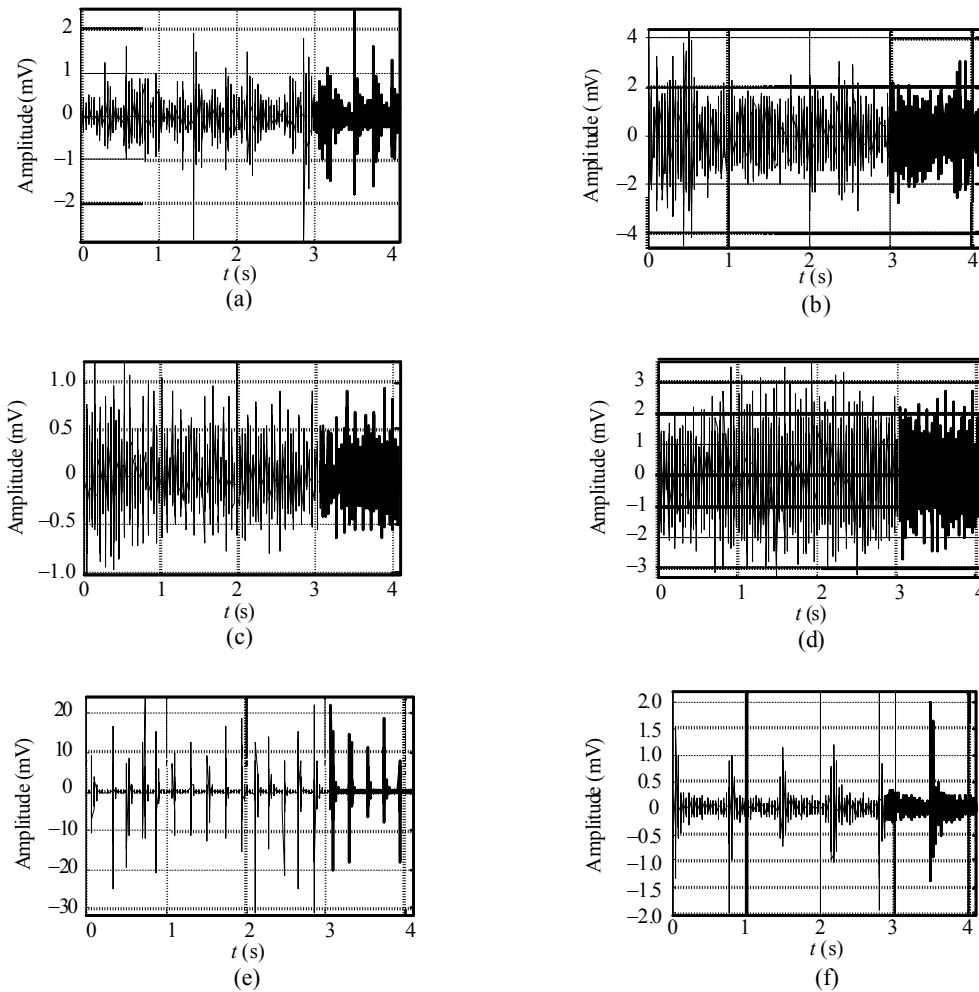 2
1
0
–1
–2
Amplitude (mV)
0 1 2 3 4
t (s)
(a)
4
2
0
–2
–4
Amplitude (mV)
0 1 2 3 4
t (s)
(b)
1.0
0.5
0
–0.5
–1.0
Amplitude (mV)
0 1 2 3 4
t (s)
(c)
3
2
1
0
–1
–2
–3
Amplitude (mV)
0 1 2 3 4
t (s)
(d)
20
10
0
–10
–20
–30
Amplitude (mV)
0 1 2 3 4
t (s)
(e)
2.0
1.5
1.0
0.5
0
–0.5
–1.0
–1.5
–2.0
Amplitude (mV)
0 1 2 3 4
t (s)
(f)